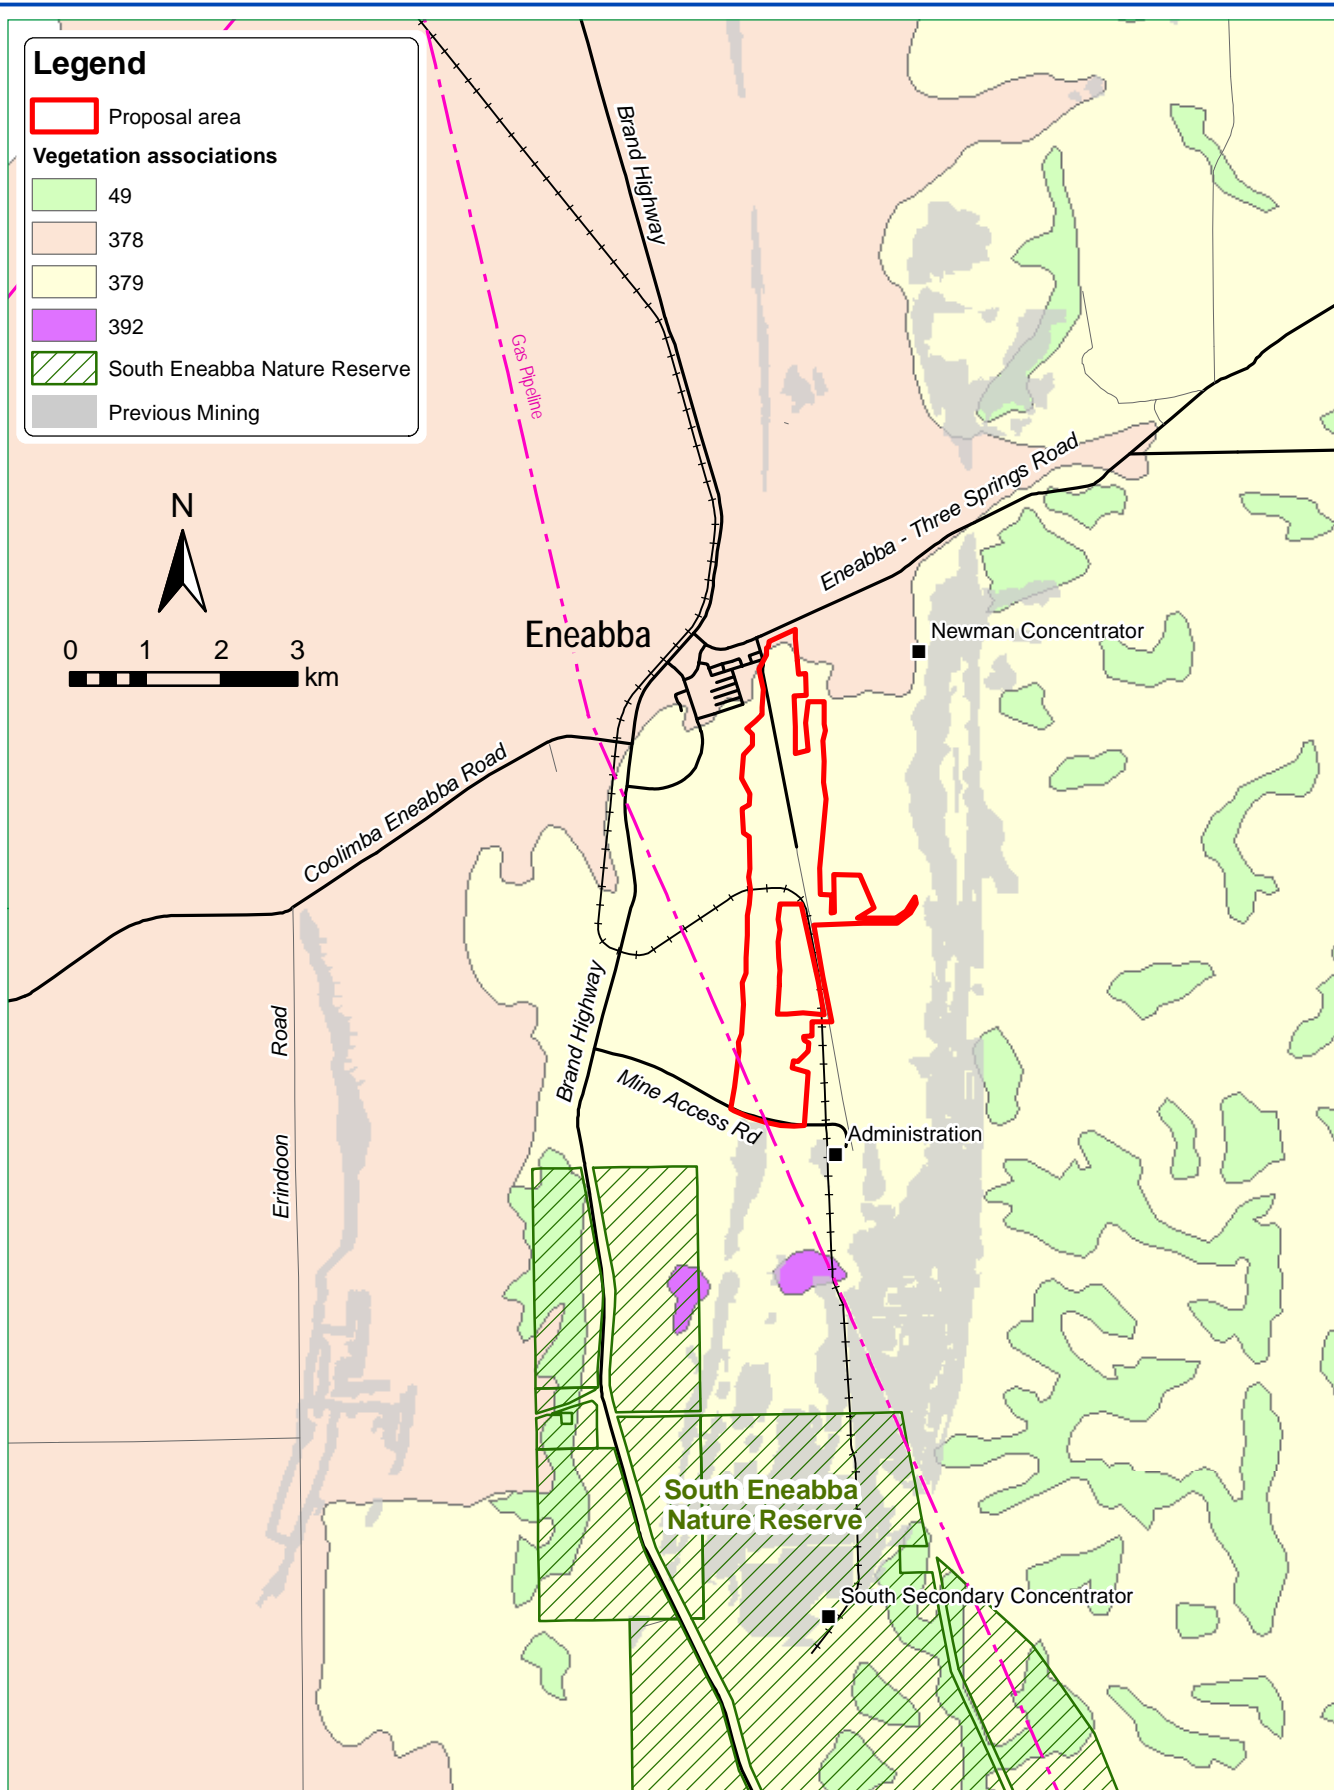 Legend
Proposal area
Vegetation associations
49
378
379
392
South Eneabba Nature Reserve
Previous Mining
Brand Highway
Gas Pipeline
N
0 1 2 3
km
Eneabba - Three Springs Road
Eneabba
Newman Concentrator
Coolimba Eneabba Road
Brand Highway
Erindoon Road
Mine Access Rd
Administration
South Eneabba
Nature Reserve
South Secondary Concentrator